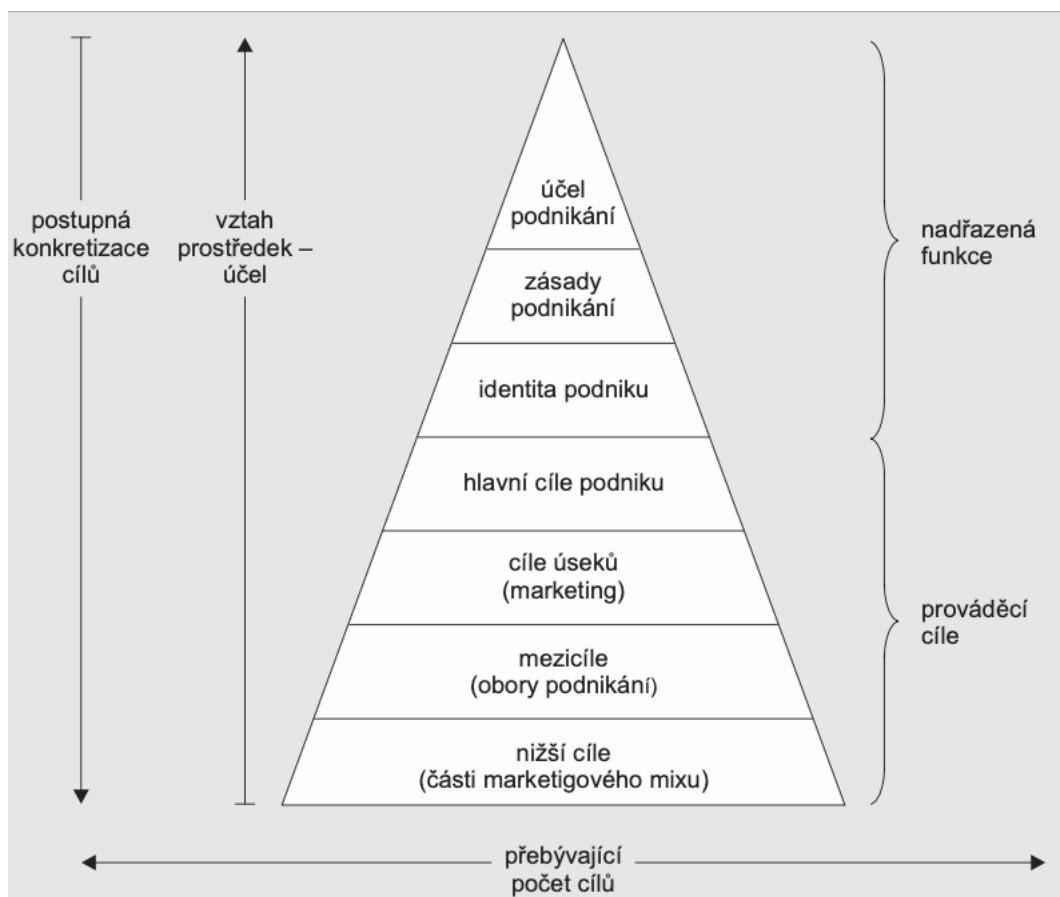 postupná
konkretizace
cílů
vztah
prostředek –
účel
účel
podnikání
zásady
podnikání
identita podniku
hlavní cíle podniku
cíle úseků
(marketing)
mezicíle
(obory podnikání)
nižší cíle
(části marketigového mixu)
nadřazená
funkce
prováděcí
cíle
přebývající
počet cílů